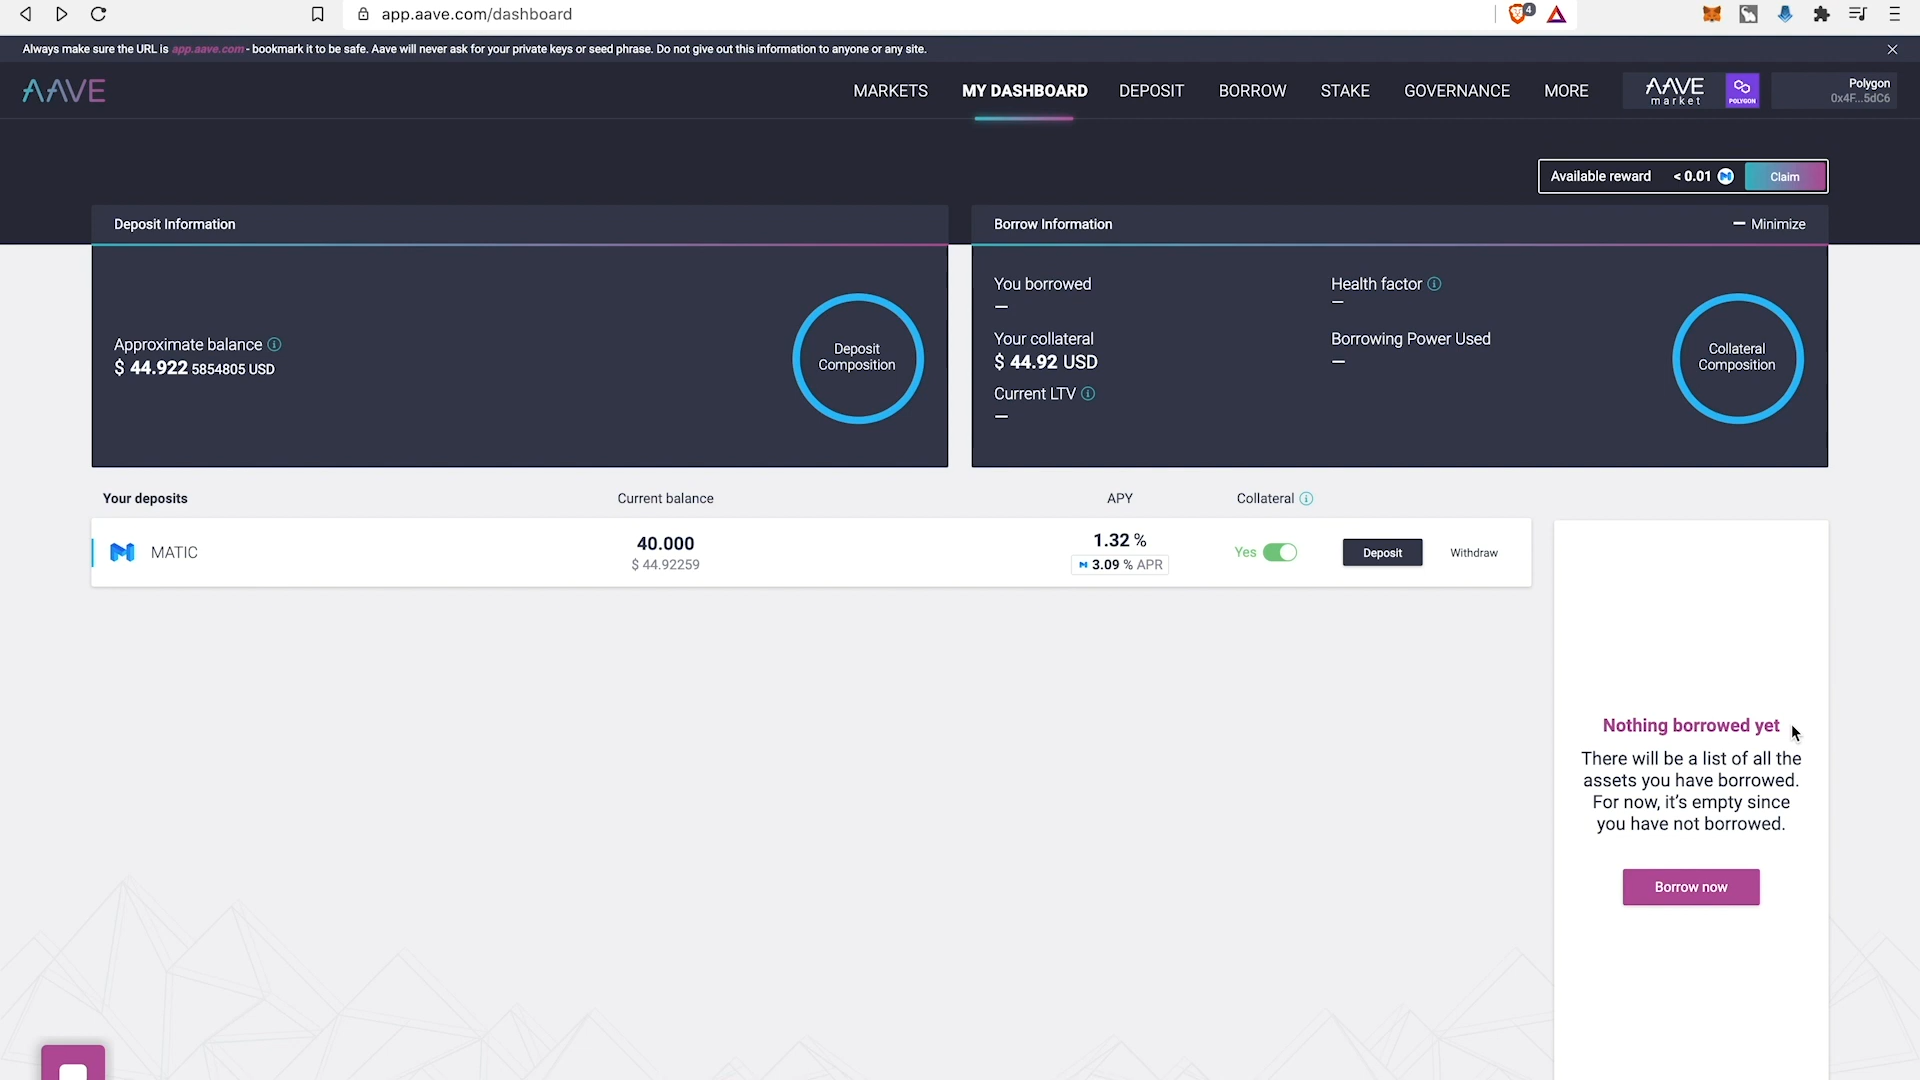 app.aave.com/dashboard
4
Always make sure the URL is app.aave.com - bookmark it to be safe. Aave will never ask for your private keys or seed phrase. Do not give out this information to anyone or any site.
AAVE
MARKETS
MY DASHBOARD
DEPOSIT
BORROW
STAKE
GOVERNANCE
MORE
AAVE
market
POLYGON
Polygon
0x4F...5dC6
Available reward < 0.01
Claim
Deposit Information
Approximate balance
$ 44.922 5854805 USD
Deposit
Composition
Borrow Information
Minimize
You borrowed
—
Health factor
—
Your collateral
$ 44.92 USD
Borrowing Power Used
—
Current LTV
—
Collateral
Composition
Your deposits
Current balance
APY
Collateral
MATIC
40.000
$ 44.92259
1.32 %
3.09 % APR
Yes
Deposit
Withdraw
Nothing borrowed yet
There will be a list of all the
assets you have borrowed.
For now, it's empty since
you have not borrowed.
Borrow now